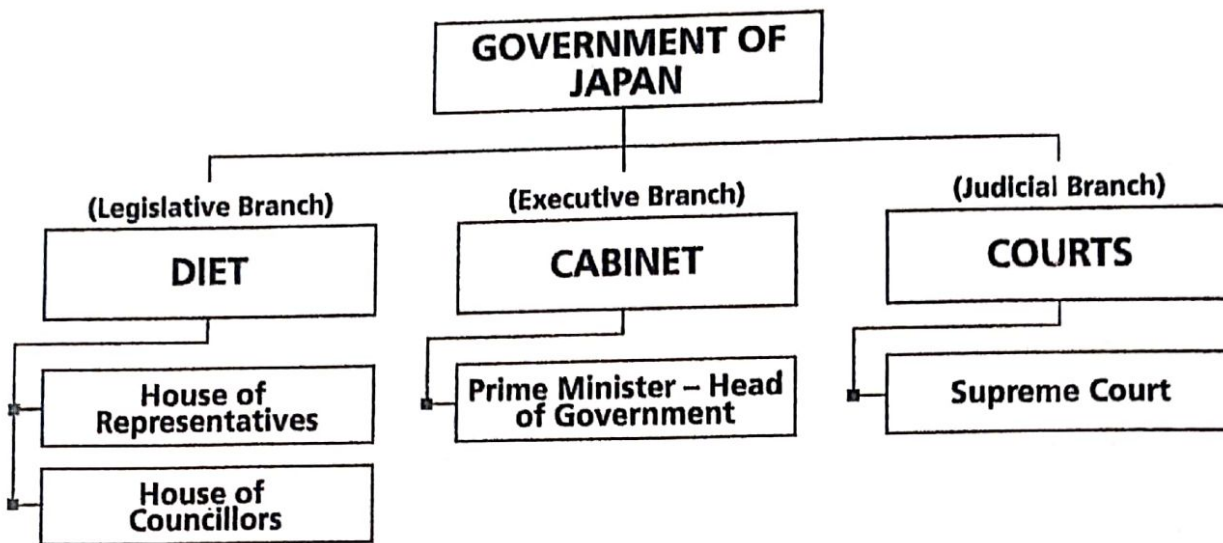 GOVERNMENT OF
JAPAN
(Legislative Branch)
DIET
House of
Representatives
House of
Councillors
(Executive Branch)
CABINET
Prime Minister – Head
of Government
(Judicial Branch)
COURTS
Supreme Court